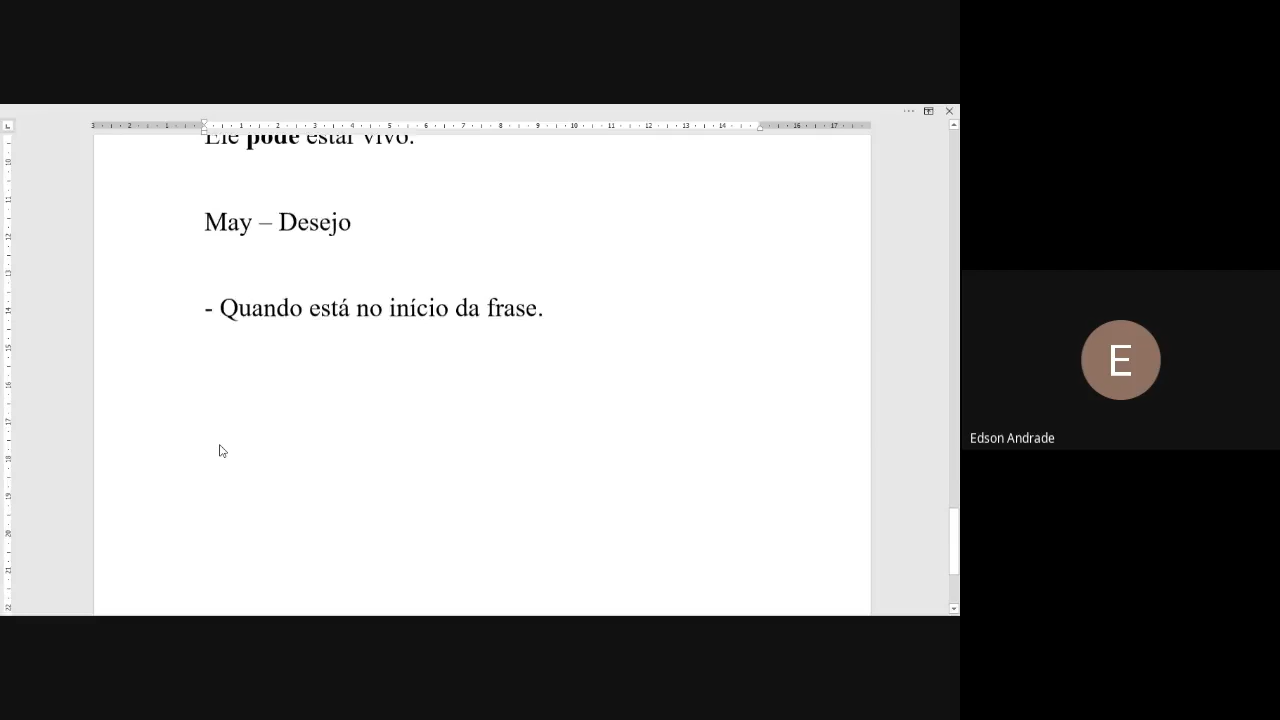 Ele pode estar vivo.
May – Desejo
- Quando está no início da frase.
E
Edson Andrade